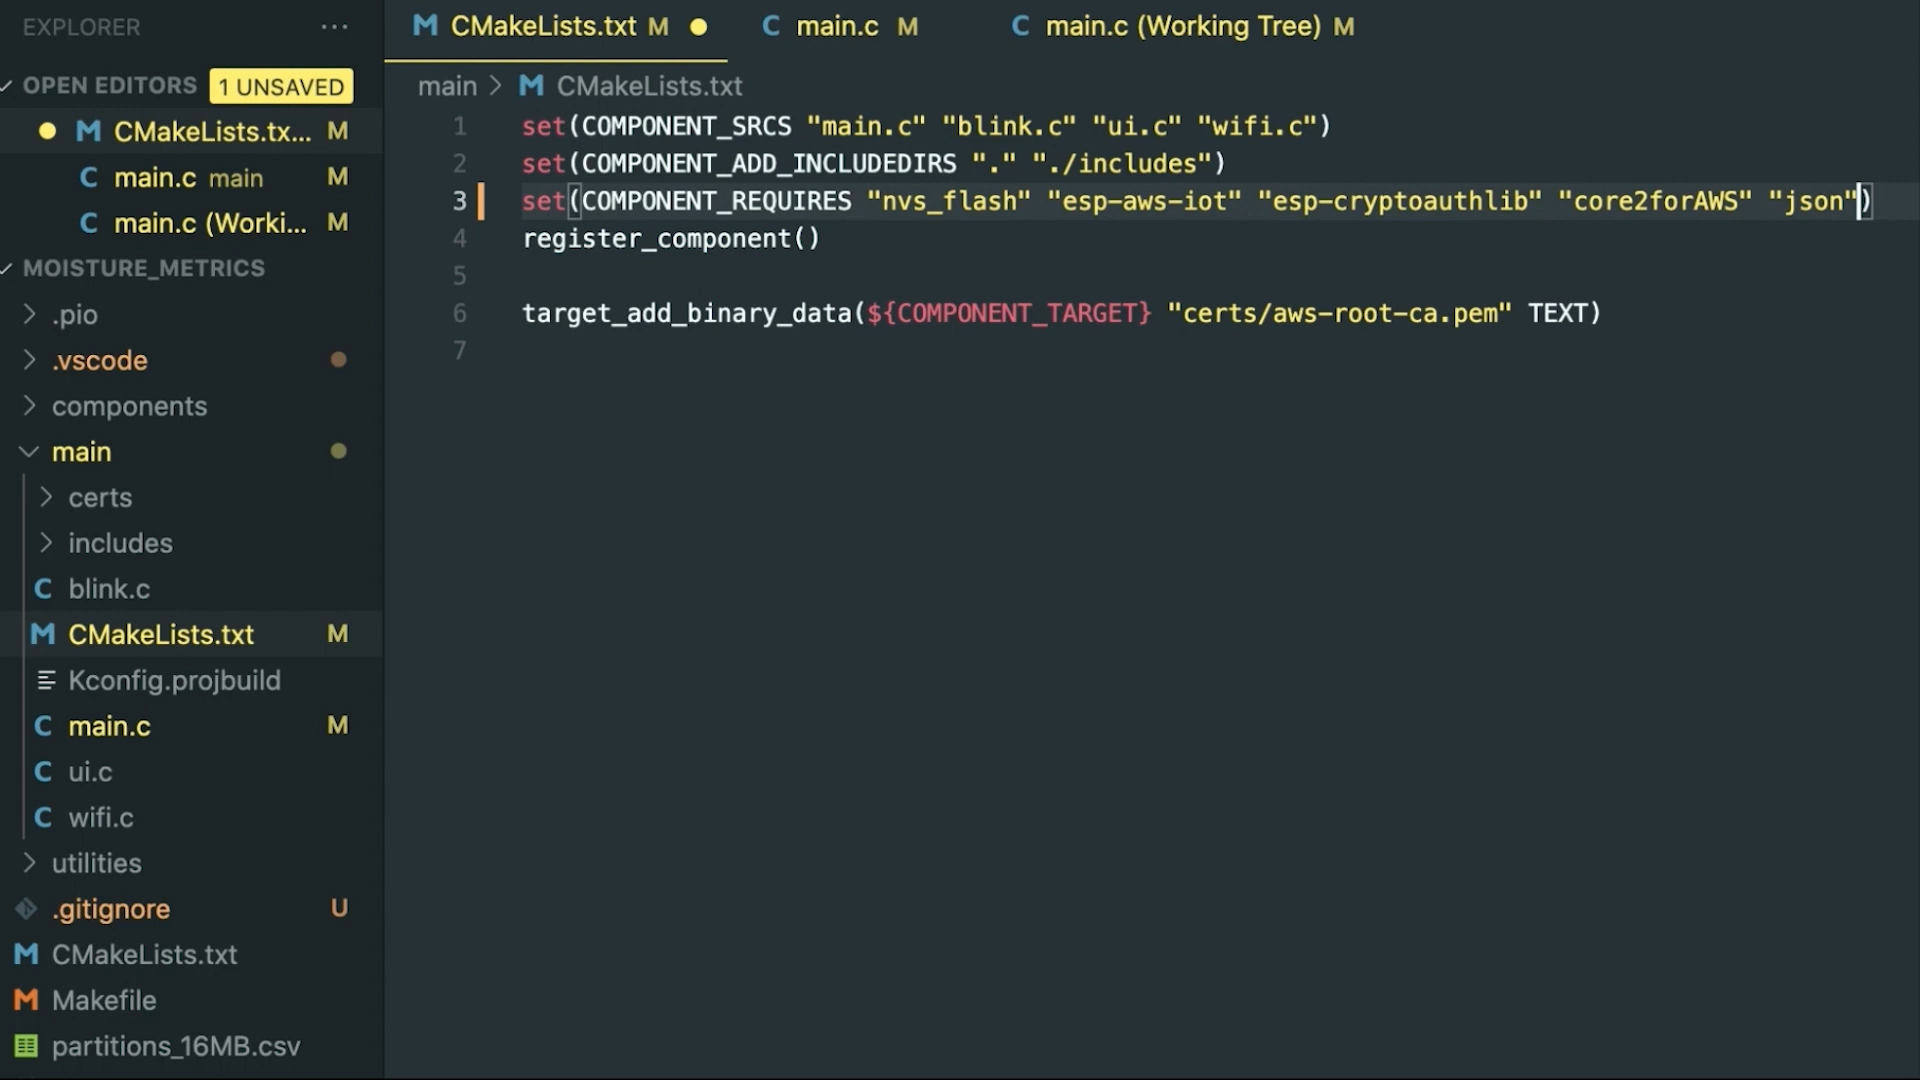 EXPLORER ...
OPEN EDITORS 1 UNSAVED
CMakeLists.tx... M
main.c main M
main.c (Worki... M
MOISTURE_METRICS
.pio
.vscode
components
main
certs
includes
blink.c
CMakeLists.txt M
Kconfig.projbuild
main.c M
ui.c
wifi.c
utilities
.gitignore U
CMakeLists.txt
Makefile
partitions_16MB.csv
CMakeLists.txt M main.c M main.c (Working Tree) M
main > CMakeLists.txt
1 set(COMPONENT_SRCS "main.c" "blink.c" "ui.c" "wifi.c")
2 set(COMPONENT_ADD_INCLUDEDIRS "." "./includes")
3 set(COMPONENT_REQUIRES "nvs_flash" "esp-aws-iot" "esp-cryptoauthlib" "core2forAWS" "json")
4 register_component()
5
6 target_add_binary_data(${COMPONENT_TARGET} "certs/aws-root-ca.pem" TEXT)
7